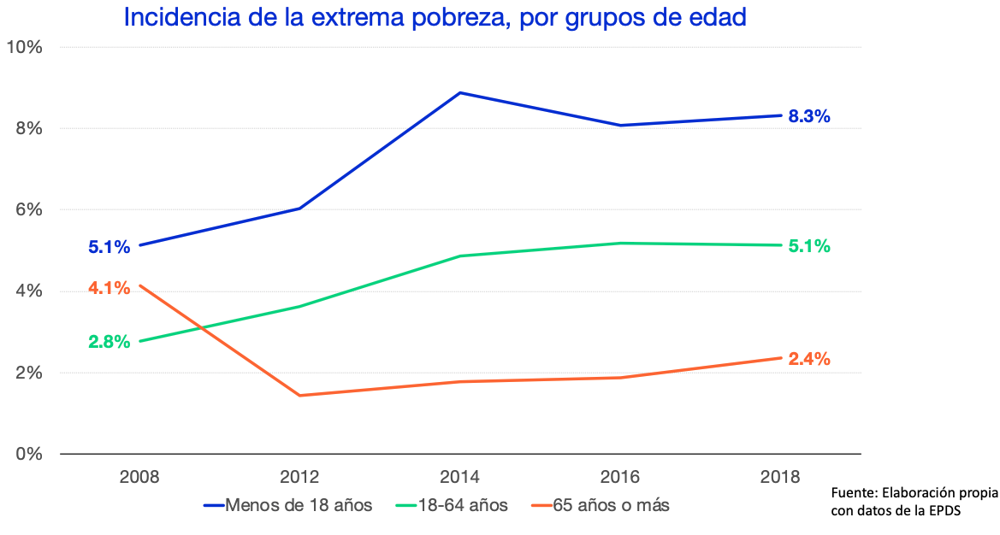 Incidencia de la extrema pobreza, por grupos de edad
10%
8%
6%
4%
2%
0%
5.1%
4.1%
2.8%
8.3%
5.1%
2.4%
2008 2012 2014 2016 2018
Menos de 18 años 18-64 años 65 años o más
Fuente: Elaboración propia
con datos de la EPDS